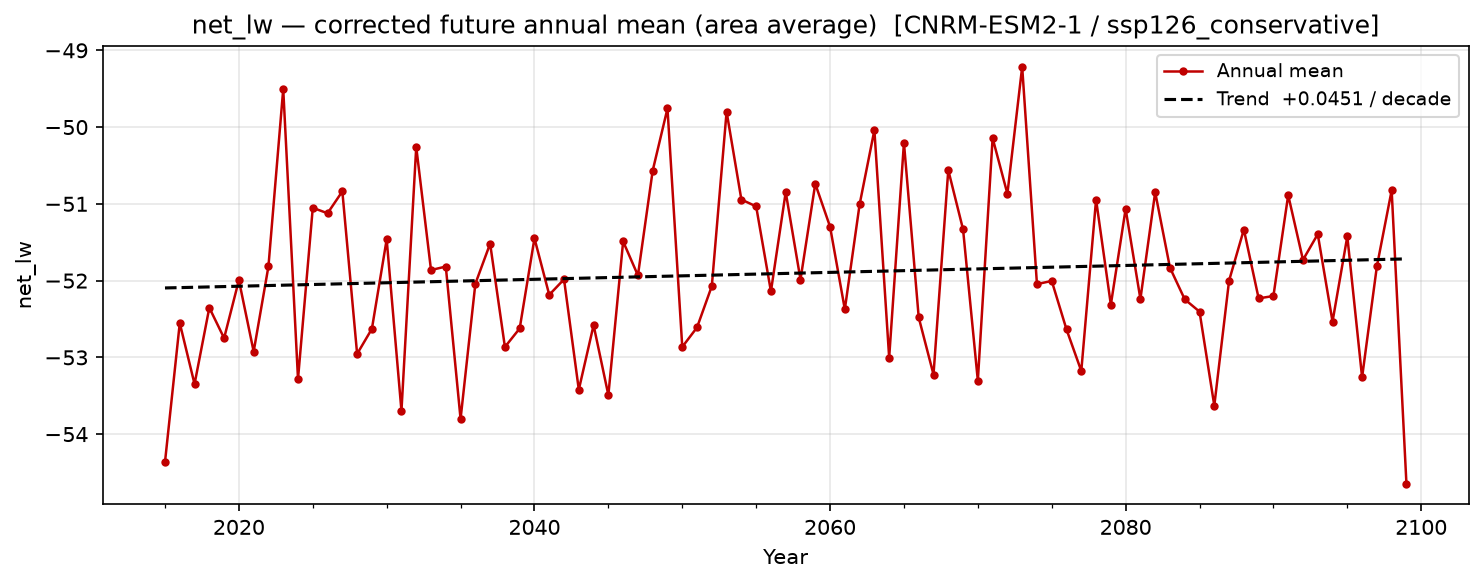 net_lw — corrected future annual mean (area average)  [CNRM-ESM2-1 / ssp126_conservative]
Annual mean
Trend  +0.0451 / decade
net_lw
−49
−50
−51
−52
−53
−54
2020 2040 2060 2080 2100
Year